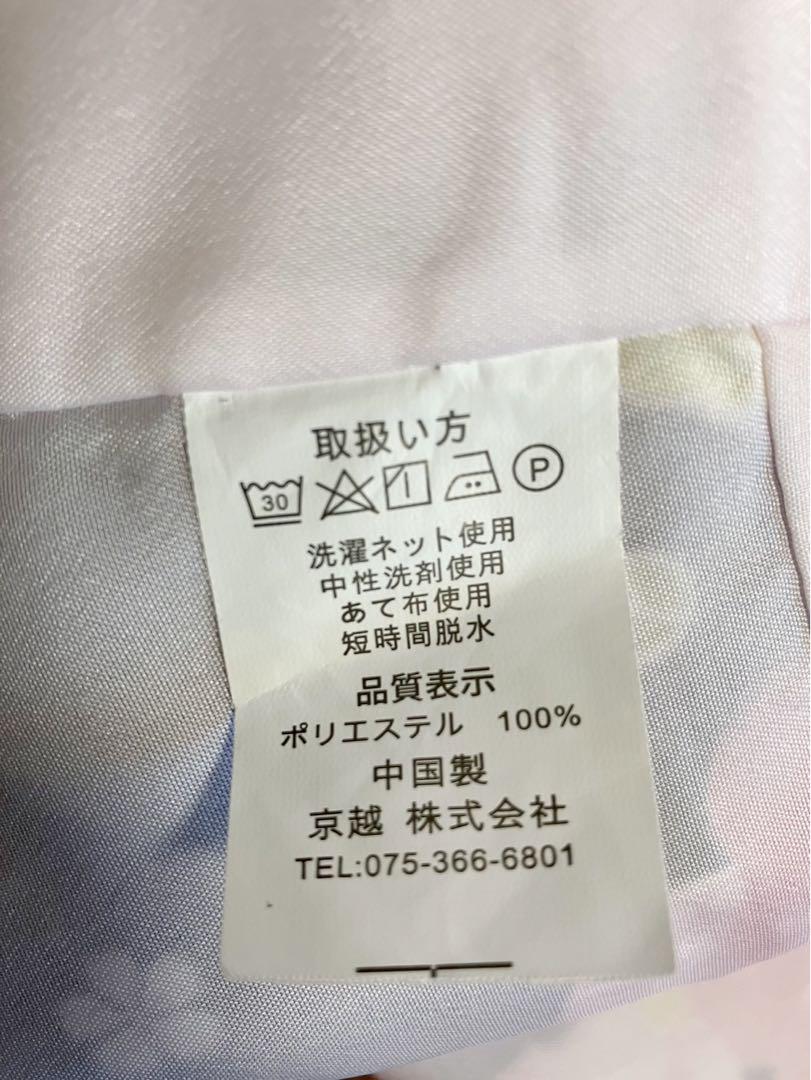 取扱い方
30 P
洗濯ネット使用
中性洗剤使用
あて布使用
短時間脱水
品質表示
ポリエステル 100%
中国製
京越 株式会社
TEL:075-366-6801